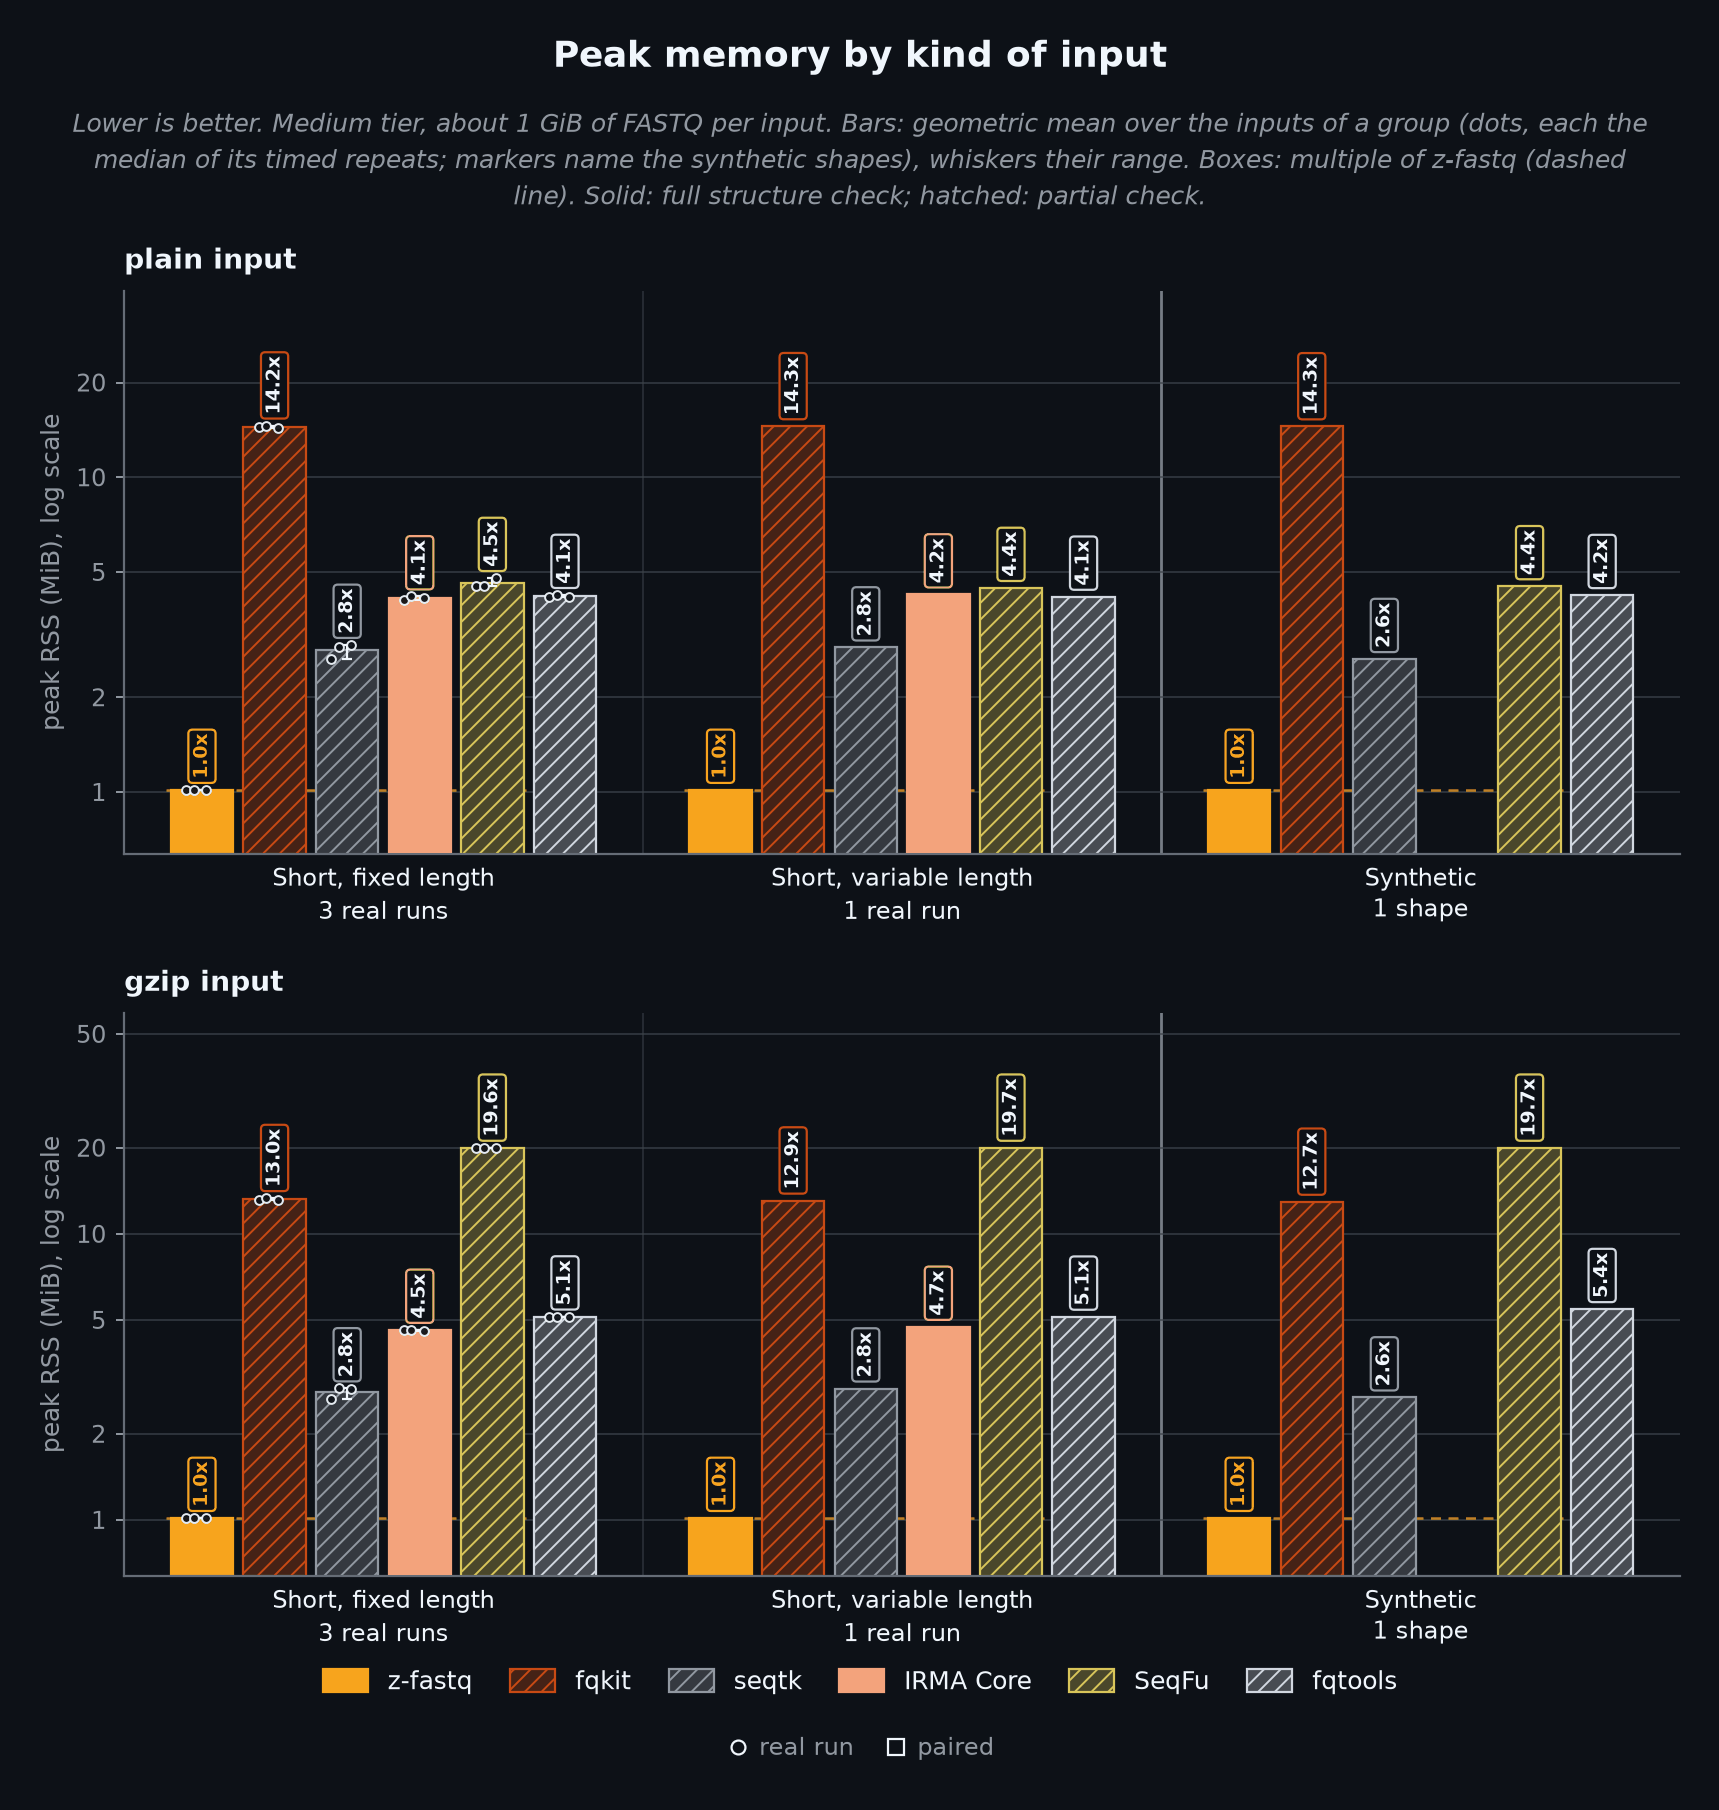 Peak memory by kind of input
Lower is better. Medium tier, about 1 GiB of FASTQ per input. Bars: geometric mean over the inputs of a group (dots, each the
median of its timed repeats; markers name the synthetic shapes), whiskers their range. Boxes: multiple of z-fastq (dashed
line). Solid: full structure check; hatched: partial check.
plain input
peak RSS (MiB), log scale
20
10
5
2
1
1.0x
14.2x
2.8x
4.1x
4.5x
4.1x
1.0x
14.3x
2.8x
4.2x
4.4x
4.1x
1.0x
14.3x
2.6x
4.4x
4.2x
Short, fixed length
3 real runs
Short, variable length
1 real run
Synthetic
1 shape
gzip input
peak RSS (MiB), log scale
50
20
10
5
2
1
1.0x
13.0x
2.8x
4.5x
19.6x
5.1x
1.0x
12.9x
2.8x
4.7x
19.7x
5.1x
1.0x
12.7x
2.6x
19.7x
5.4x
Short, fixed length
3 real runs
Short, variable length
1 real run
Synthetic
1 shape
z-fastq
fqkit
seqtk
IRMA Core
SeqFu
fqtools
real run
paired